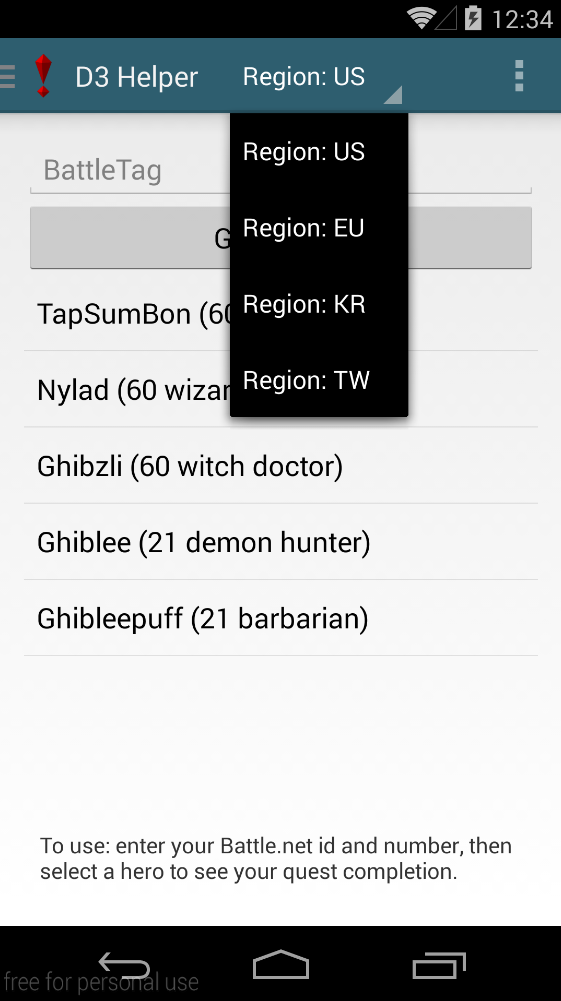 12:34
D3 Helper
Region: US
Region: US
Region: EU
Region: KR
Region: TW
BattleTag
G
TapSumBon (60
Nylad (60 wizar
Ghibzli (60 witch doctor)
Ghiblee (21 demon hunter)
Ghibleepuff (21 barbarian)
To use: enter your Battle.net id and number, then
select a hero to see your quest completion.
free for personal use